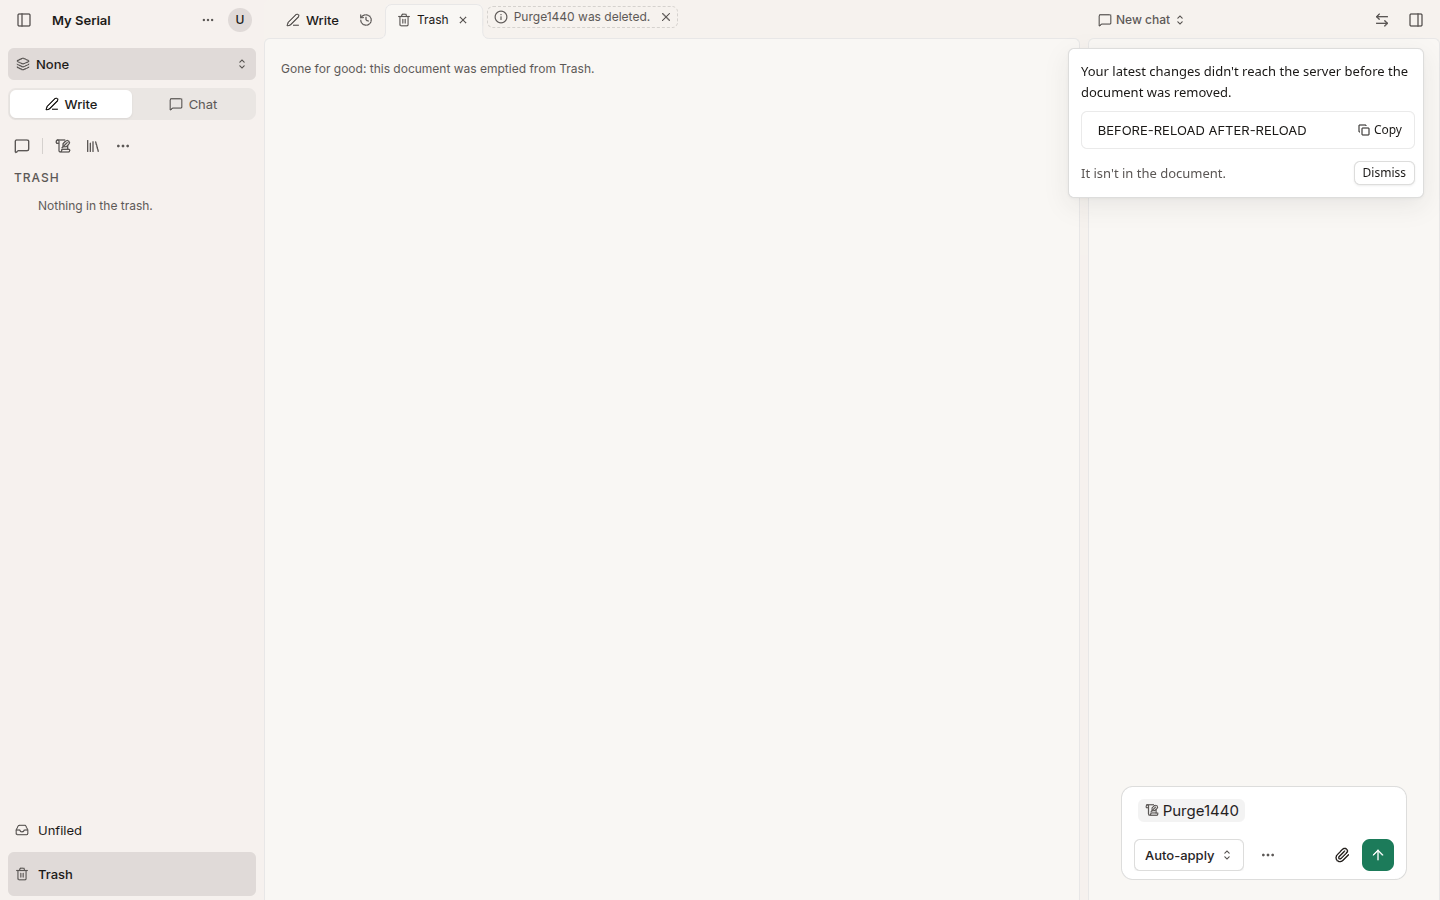 My Serial
U
Write
Trash
Purge1440 was deleted.
New chat
None
Write
Chat
TRASH
Nothing in the trash.
Gone for good: this document was emptied from Trash.
Your latest changes didn't reach the server before the
document was removed.
BEFORE-RELOAD AFTER-RELOAD
Copy
It isn't in the document.
Dismiss
Unfiled
Trash
Purge1440
Auto-apply